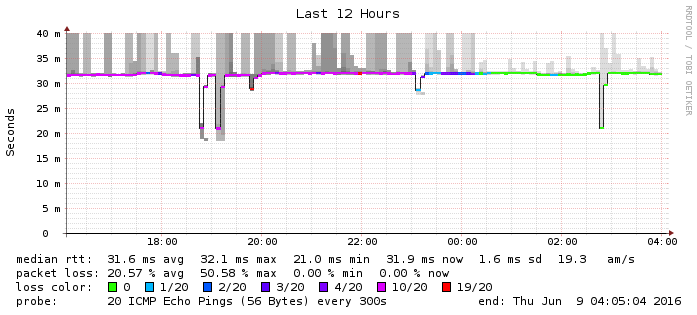 Last 12 Hours
RRDTOOL / TOBI OETIKER
Seconds
40 m
35 m
30 m
25 m
20 m
15 m
10 m
5 m
0
18:00 20:00 22:00 00:00 02:00 04:00
median rtt: 31.6 ms avg 32.1 ms max 21.0 ms min 31.9 ms now 1.6 ms sd 19.3 am/s
packet loss: 20.57 % avg 50.58 % max 0.00 % min 0.00 % now
loss color: 0 1/20 2/20 3/20 4/20 10/20 19/20
probe: 20 ICMP Echo Pings (56 Bytes) every 300s end: Thu Jun 9 04:05:04 2016